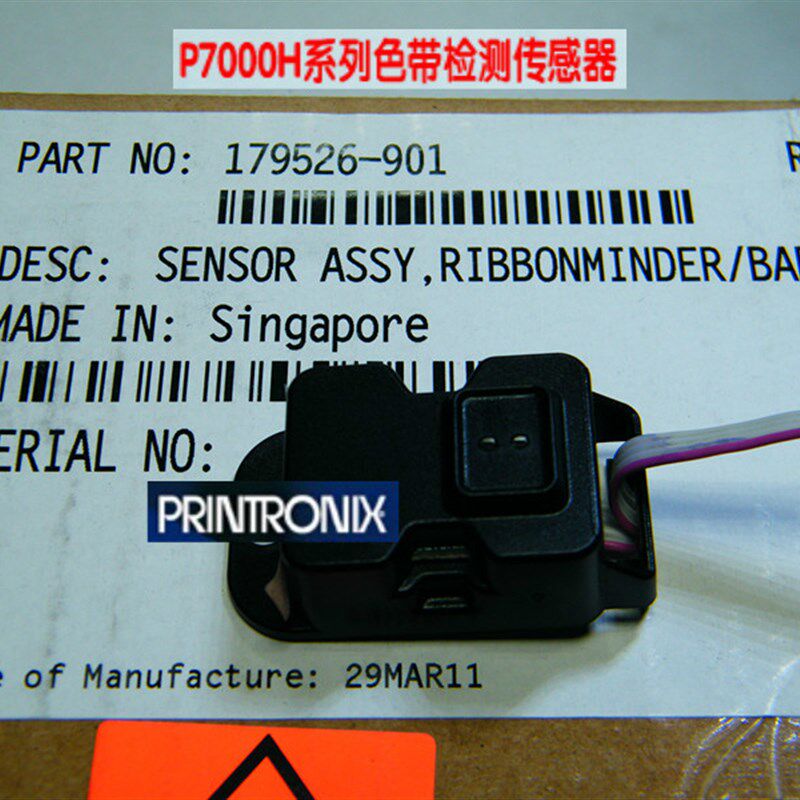 P7000H系列色带检测传感器
PART NO: 179526-901
DESC: SENSOR ASSY,RIBBONMINDER/BA
MADE IN: Singapore
ERIAL NO:
PRINTRONIX®
e of Manufacture: 29MAR11